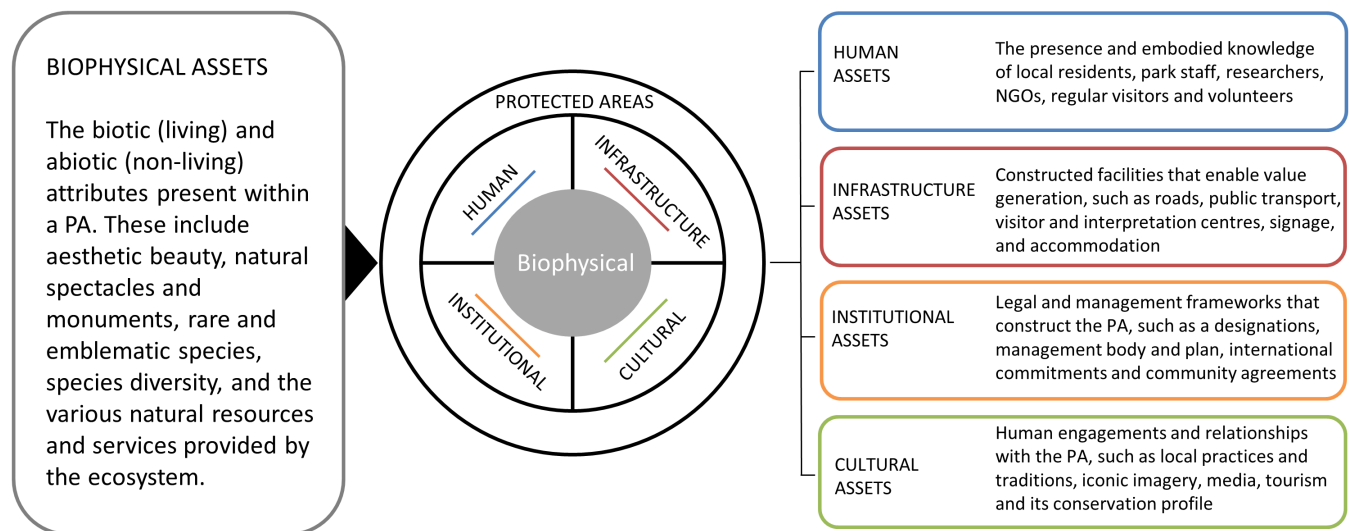 BIOPHYSICAL ASSETS
The biotic (living) and
abiotic (non-living)
attributes present within
a PA. These include
aesthetic beauty, natural
spectacles and
monuments, rare and
emblematic species,
species diversity, and the
various natural resources
and services provided by
the ecosystem.
PROTECTED AREAS
HUMAN
INFRASTRUCTURE
Biophysical
INSTITUTIONAL
CULTURAL
HUMAN
ASSETS
The presence and embodied knowledge
of local residents, park staff, researchers,
NGOs, regular visitors and volunteers
INFRASTRUCTURE
ASSETS
Constructed facilities that enable value
generation, such as roads, public transport,
visitor and interpretation centres, signage,
and accommodation
INSTITUTIONAL
ASSETS
Legal and management frameworks that
construct the PA, such as a designations,
management body and plan, international
commitments and community agreements
CULTURAL
ASSETS
Human engagements and relationships
with the PA, such as local practices and
traditions, iconic imagery, media, tourism
and its conservation profile